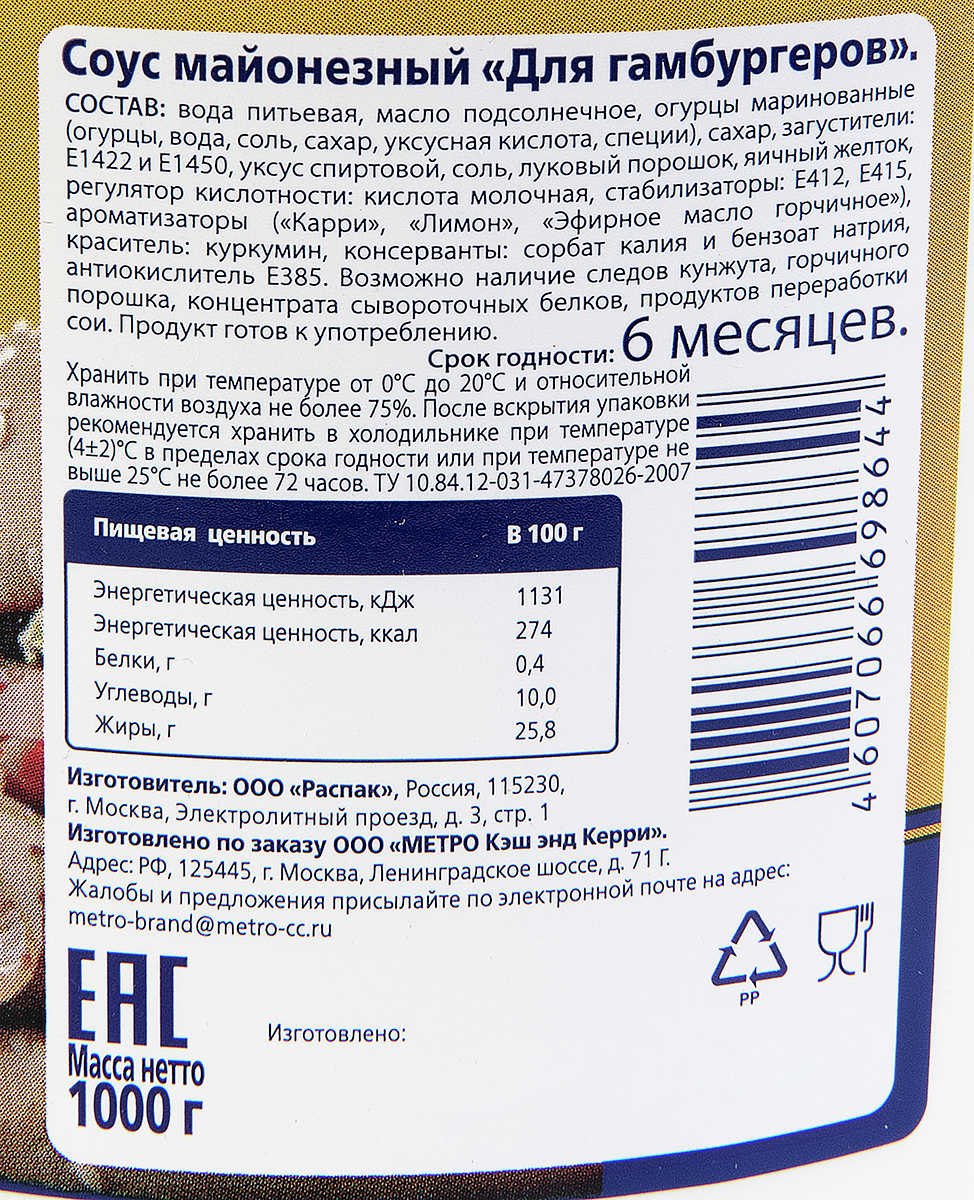 Соус майонезный «Для гамбургеров».
СОСТАВ: вода питьевая, масло подсолнечное, огурцы маринованные
(огурцы, вода, соль, сахар, уксусная кислота, специи), сахар, загустители:
Е1422 и Е1450, уксус спиртовой, соль, луковый порошок, яичный желток,
регулятор кислотности: кислота молочная, стабилизаторы: Е412, Е415,
ароматизаторы («Карри», «Лимон», «Эфирное масло горчичное»),
краситель: куркумин, консерванты: сорбат калия и бензоат натрия,
антиокислитель Е385. Возможно наличие следов кунжута, горчичного
порошка, концентрата сывороточных белков, продуктов переработки
сои. Продукт готов к употреблению.
Срок годности: 6 месяцев.
Хранить при температуре от 0°С до 20°С и относительной
влажности воздуха не более 75%. После вскрытия упаковки
рекомендуется хранить в холодильнике при температуре
(4±2)°С в пределах срока годности или при температуре не
выше 25°С не более 72 часов. ТУ 10.84.12-031-47378026-2007
4607066986444
Пищевая ценность В 100 г
Энергетическая ценность, кДж 1131
Энергетическая ценность, ккал 274
Белки, г 0,4
Углеводы, г 10,0
Жиры, г 25,8
Изготовитель: ООО «Распак», Россия, 115230,
г. Москва, Электролитный проезд, д. 3, стр. 1
Изготовлено по заказу ООО «МЕТРО Кэш энд Керри».
Адрес: РФ, 125445, г. Москва, Ленинградское шоссе, д. 71 Г.
Жалобы и предложения присылайте по электронной почте на адрес:
metro-brand@metro-cc.ru
PP
ЕАС
Изготовлено:
Масса нетто
1000 г